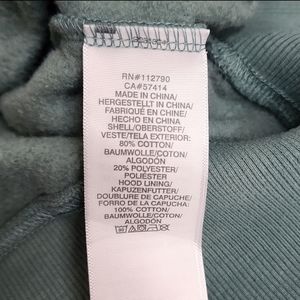 RN#112790
CA#57414
MADE IN CHINA/
HERGESTELLT IN CHINA/
FABRIQUÉ EN CHINE/
HECHO EN CHINA
SHELL/OBERSTOFF/
VESTE/TELA EXTERIOR:
80% COTTON/
BAUMWOLLE/COTON/
ALGODÓN
20% POLYESTER/
POLIÉSTER
HOOD LINING/
KAPUZENFUTTER/
DOUBLURE DE CAPUCHE/
FORRO DE LA CAPUCHA:
100% COTTON/
BAUMWOLLE/COTON/
ALGODÓN